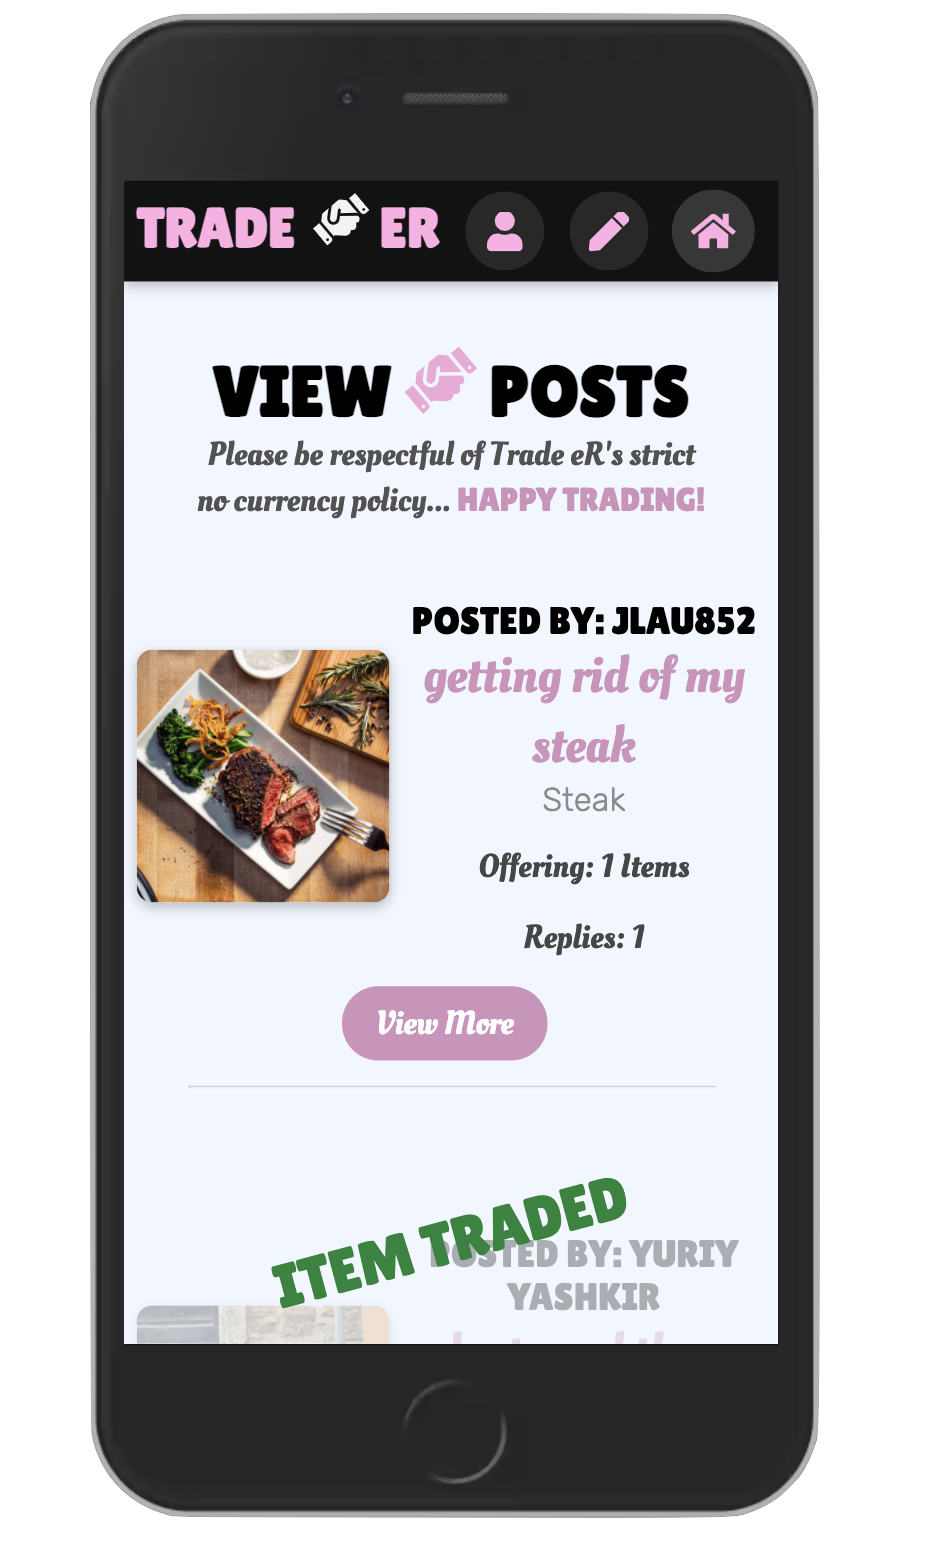 TRADE ER
VIEW POSTS
Please be respectful of Trade eR's strict
no currency policy... HAPPY TRADING!
POSTED BY: JLAU852
getting rid of my
steak
Steak
Offering: 1 Items
Replies: 1
View More
ITEM TRADED
POSTED BY: YURIY
YASHKIR